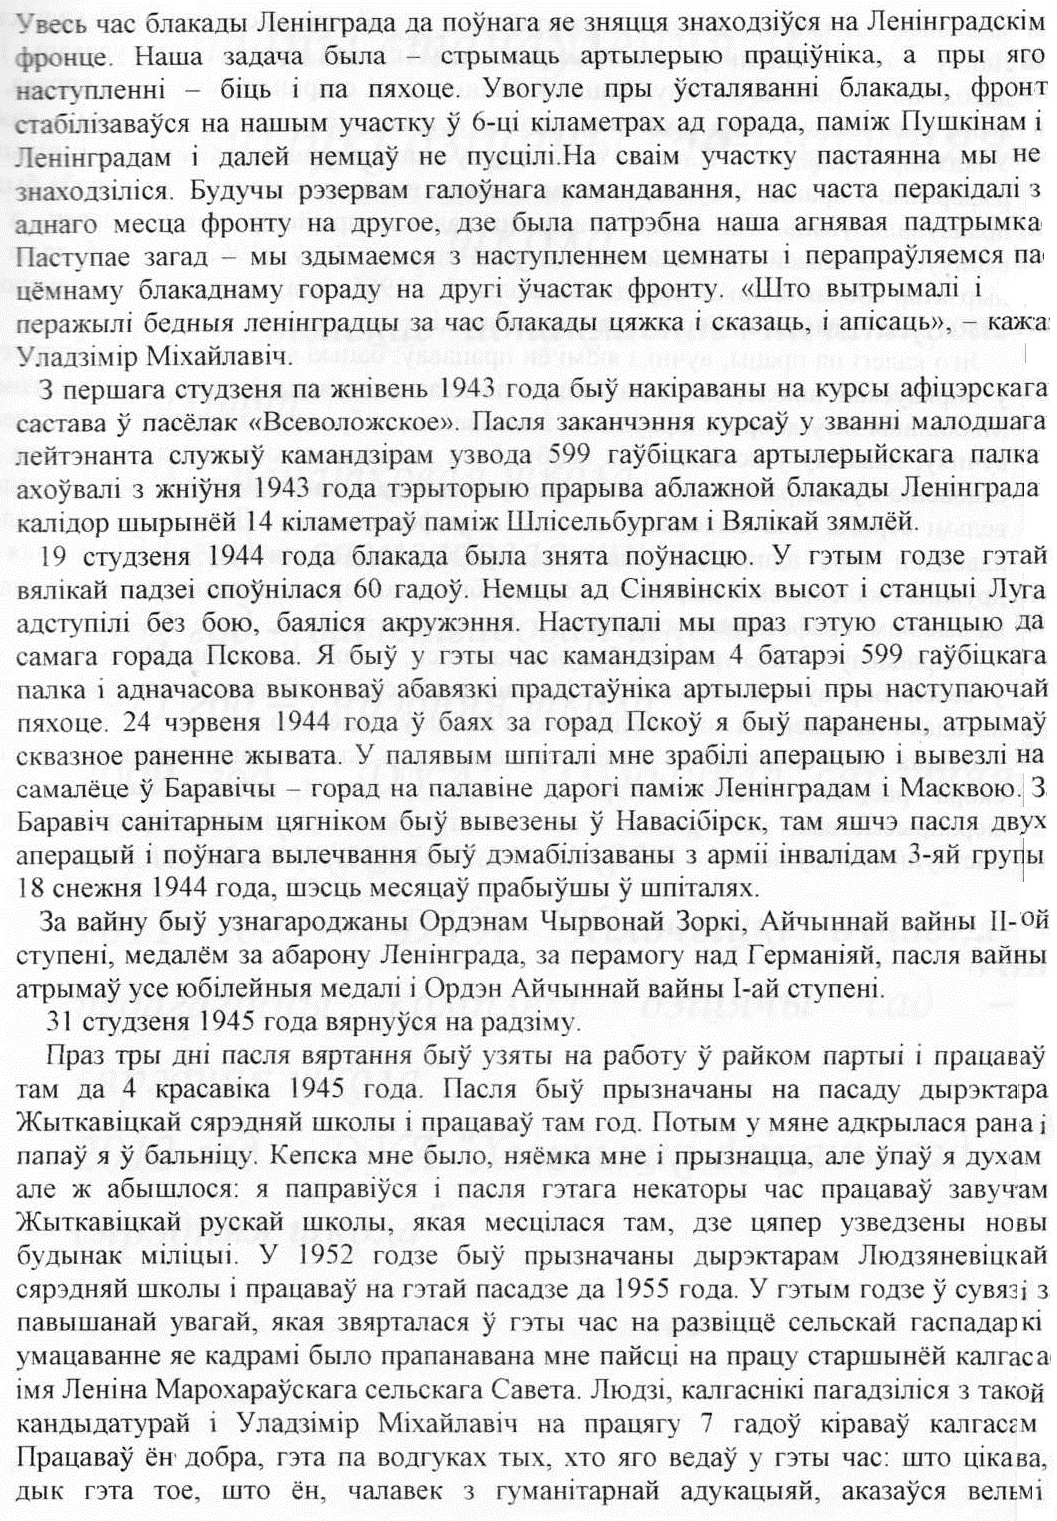 Увесь час блакады Ленінграда да поўнага яе зняцця знаходзіўся на Ленінградскім
фронце. Наша задача была – стрымаць артылерыю праціўніка, а пры яго
наступленні – біць і па пяхоце. Увогуле пры ўсталяванні блакады, фронт
стабілізаваўся на нашым участку ў 6-ці кіламетрах ад горада, паміж Пушкінам і
Ленінградам і далей немцаў не пусцілі.На сваім участку пастаянна мы не
знаходзіліся. Будучы рэзервам галоўнага камандавання, нас часта перакідалі з
аднаго месца фронту на другое, дзе была патрэбна наша агнявая падтрымка
Паступае загад – мы здымаемся з наступленнем цемнаты і перапраўляемся па
цёмнаму блакаднаму гораду на другі ўчастак фронту. «Што вытрымалі і
перажылі бедныя ленінградцы за час блакады цяжка і сказаць, і апісаць», – кажа
Уладзімір Міхайлавіч.
З першага студзеня па жнівень 1943 года быў накіраваны на курсы афіцэрскага
састава ў пасёлак «Всеволожское». Пасля заканчэння курсаў у званні малодшага
лейтэнанта служыў камандзірам узвода 599 гаўбіцкага артылерыйскага палка
ахоўвалі з жніўня 1943 года тэрыторыю прарыва аблажной блакады Ленінграда
калідор шырынёй 14 кіламетраў паміж Шлісельбургам і Вялікай зямлёй.
19 студзеня 1944 года блакада была знята поўнасцю. У гэтым годзе гэтай
вялікай падзеі споўнілася 60 гадоў. Немцы ад Сінявінскіх высот і станцыі Луга
адступілі без бою, баяліся акружэння. Наступалі мы праз гэтую станцыю да
самага горада Пскова. Я быў у гэты час камандзірам 4 батарэі 599 гаўбіцкага
палка і адначасова выконваў абавязкі прадстаўніка артылерыі пры наступаючай
пяхоце. 24 чэрвеня 1944 года ў баях за горад Пскоў я быў паранены, атрымаў
сквазное раненне жывата. У палявым шпіталі мне зрабілі аперацыю і вывезлі на
самалёце ў Баравічы – горад на палавіне дарогі паміж Ленінградам і Масквою. З
Баравіч санітарным цягніком быў вывезены ў Навасібірск, там яшчэ пасля двух
аперацый і поўнага вылечвання быў дэмабілізаваны з арміі інвалідам 3-яй групы
18 снежня 1944 года, шэсць месяцаў прабыўшы ў шпіталях.
За вайну быў узнагароджаны Ордэнам Чырвонай Зоркі, Айчыннай вайны ІІ-ой
ступені, медалём за абарону Ленінграда, за перамогу над Германіяй, пасля вайны
атрымаў усе юбілейныя медалі і Ордэн Айчыннай вайны І-ай ступені.
31 студзеня 1945 года вярнуўся на радзіму.
Праз тры дні пасля вяртання быў узяты на работу ў райком партыі і працаваў
там да 4 красавіка 1945 года. Пасля быў прызначаны на пасаду дырэктара
Жыткавіцкай сярэдняй школы і працаваў там год. Потым у мяне адкрылася рана і
папаў я ў бальніцу. Кепска мне было, няёмка мне і прызнацца, але ўпаў я духам
але ж абышлося: я паправіўся і пасля гэтага некаторы час працаваў завучам
Жыткавіцкай рускай школы, якая месцілася там, дзе цяпер узведзены новы
будынак міліцыі. У 1952 годзе быў прызначаны дырэктарам Людзяневіцкай
сярэдняй школы і працаваў на гэтай пасадзе да 1955 года. У гэтым годзе ў сувязі з
павышанай увагай, якая звярталася ў гэты час на развіццё сельскай гаспадаркі
умацаванне яе кадрамі было прапанавана мне пайсці на працу старшынёй калгаса
імя Леніна Марохараўскага сельскага Савета. Людзі, калгаснікі пагадзіліся з такой
кандыдатурай і Уладзімір Міхайлавіч на працягу 7 гадоў кіраваў калгасам
Працаваў ён добра, гэта па водгуках тых, хто яго ведаў у гэты час: што цікава,
дык гэта тое, што ён, чалавек з гуманітарнай адукацыяй, аказаўся вельмі